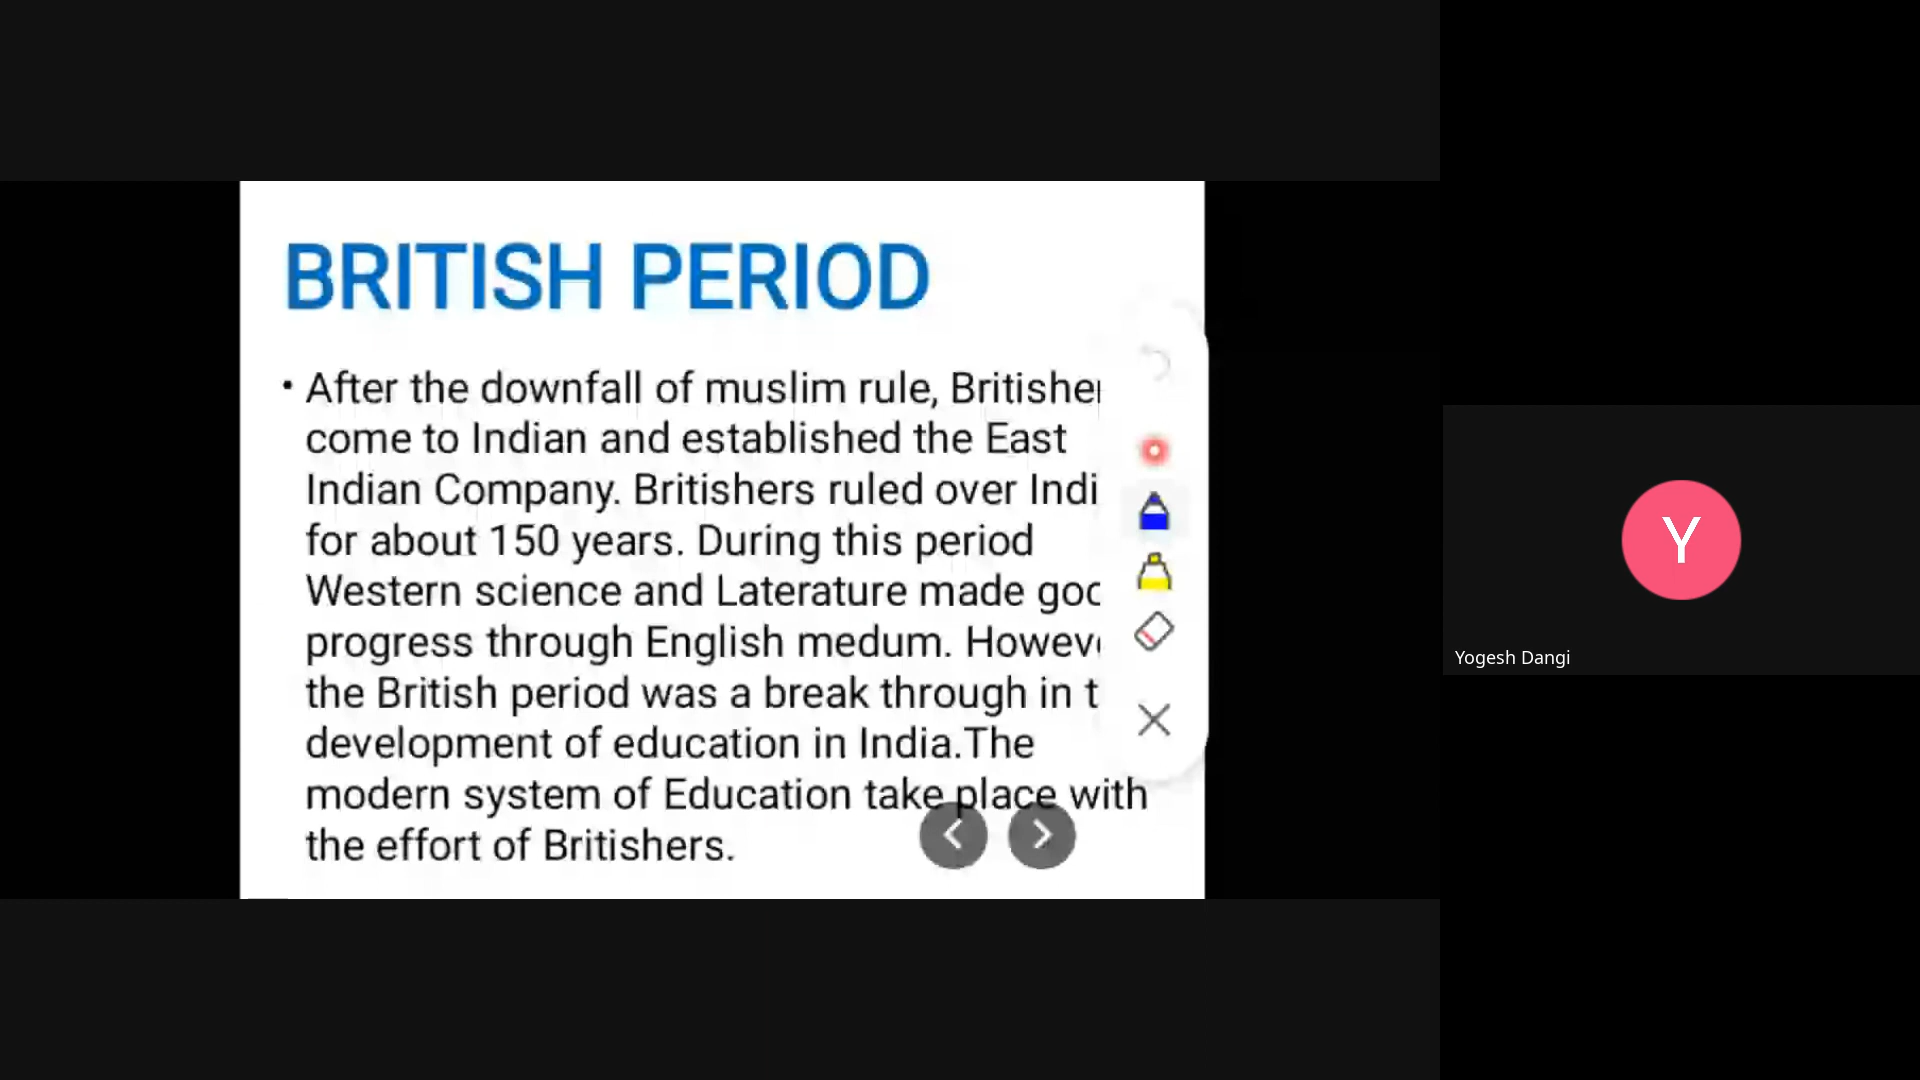 BRITISH PERIOD
• After the downfall of muslim rule, Britisher
come to Indian and established the East
Indian Company. Britishers ruled over Indi
for about 150 years. During this period
Western science and Laterature made goo
progress through English medum. Howev
the British period was a break through in t
development of education in India.The
modern system of Education take place with
the effort of Britishers.
Y
Yogesh Dangi